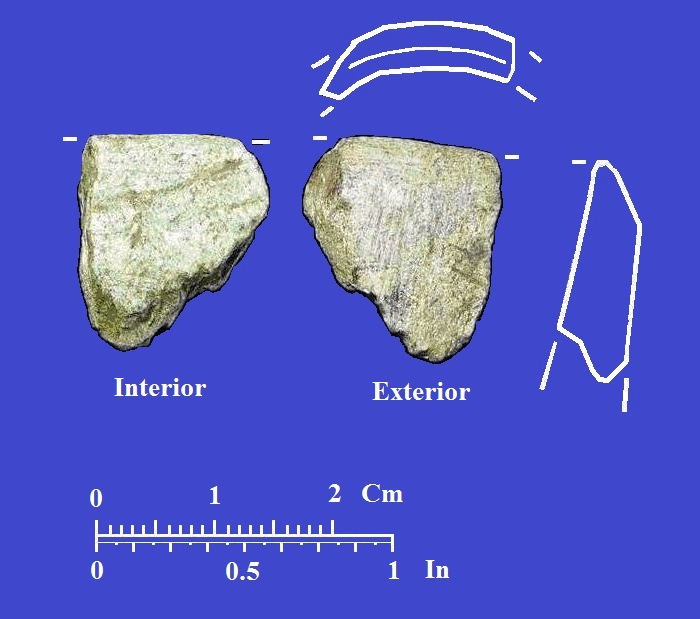 Interior
Exterior
0 1 2 Cm
0 0.5 1 In